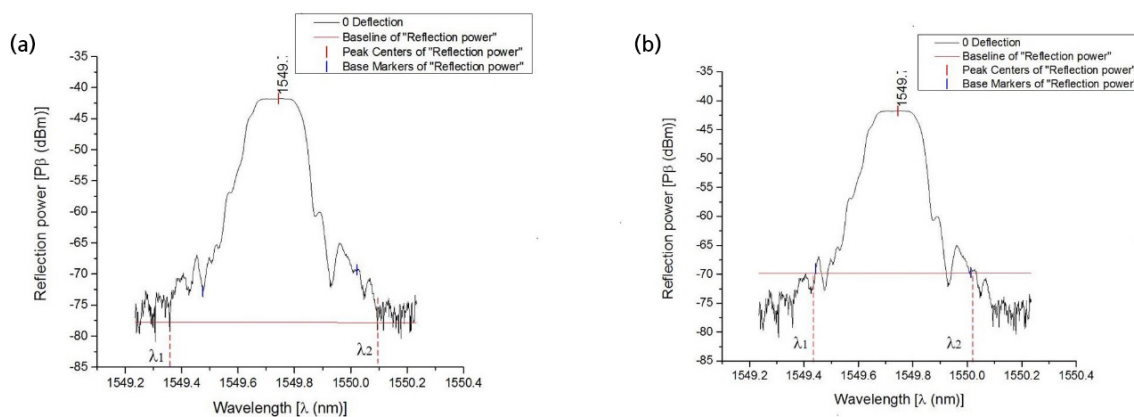 (a)
0 Deflection
Baseline of "Reflection power"
Peak Centers of "Reflection power"
Base Markers of "Reflection power"
-35
-40
-45
-50
-55
-60
-65
-70
-75
-80
-85
Reflection power [Pβ (dBm)]
λ1
λ2
1549.2
1549.4
1549.6
1549.8
1550.0
1550.2
1550.4
Wavelength [λ (nm)]
(b)
0 Deflection
Baseline of "Reflection power"
Peak Centers of "Reflection power"
Base Markers of "Reflection power"
-35
-40
-45
-50
-55
-60
-65
-70
-75
-80
-85
Reflection power [Pβ (dBm)]
λ1
λ2
1549.2
1549.4
1549.6
1549.8
1550.0
1550.2
1550.4
Wavelength [λ (nm)]